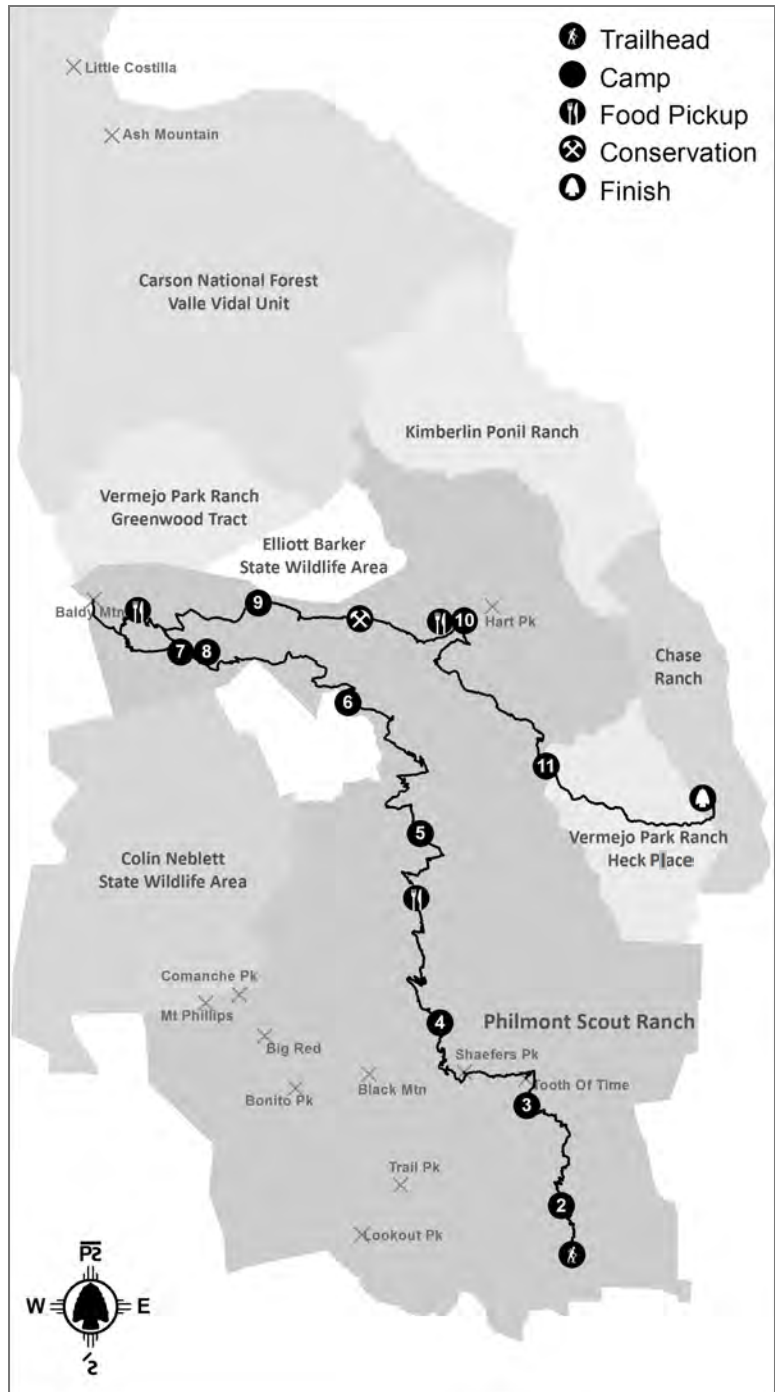 Trailhead
Camp
Food Pickup
Conservation
Finish
Little Costilla
Ash Mountain
Carson National Forest
Valle Vidal Unit
Kimberlin Ponil Ranch
Vermejo Park Ranch
Greenwood Tract
Elliott Barker
State Wildlife Area
Baldy Mtn
9
10
Hart Pk
7
8
Chase
Ranch
6
11
5
Vermejo Park Ranch
Heck Place
Colin Neblett
State Wildlife Area
Comanche Pk
Mt Phillips
4
Philmont Scout Ranch
Big Red
Shaefers Pk
Black Mtn
Tooth Of Time
Bonito Pk
3
Trail Pk
2
Lookout Pk
W
E